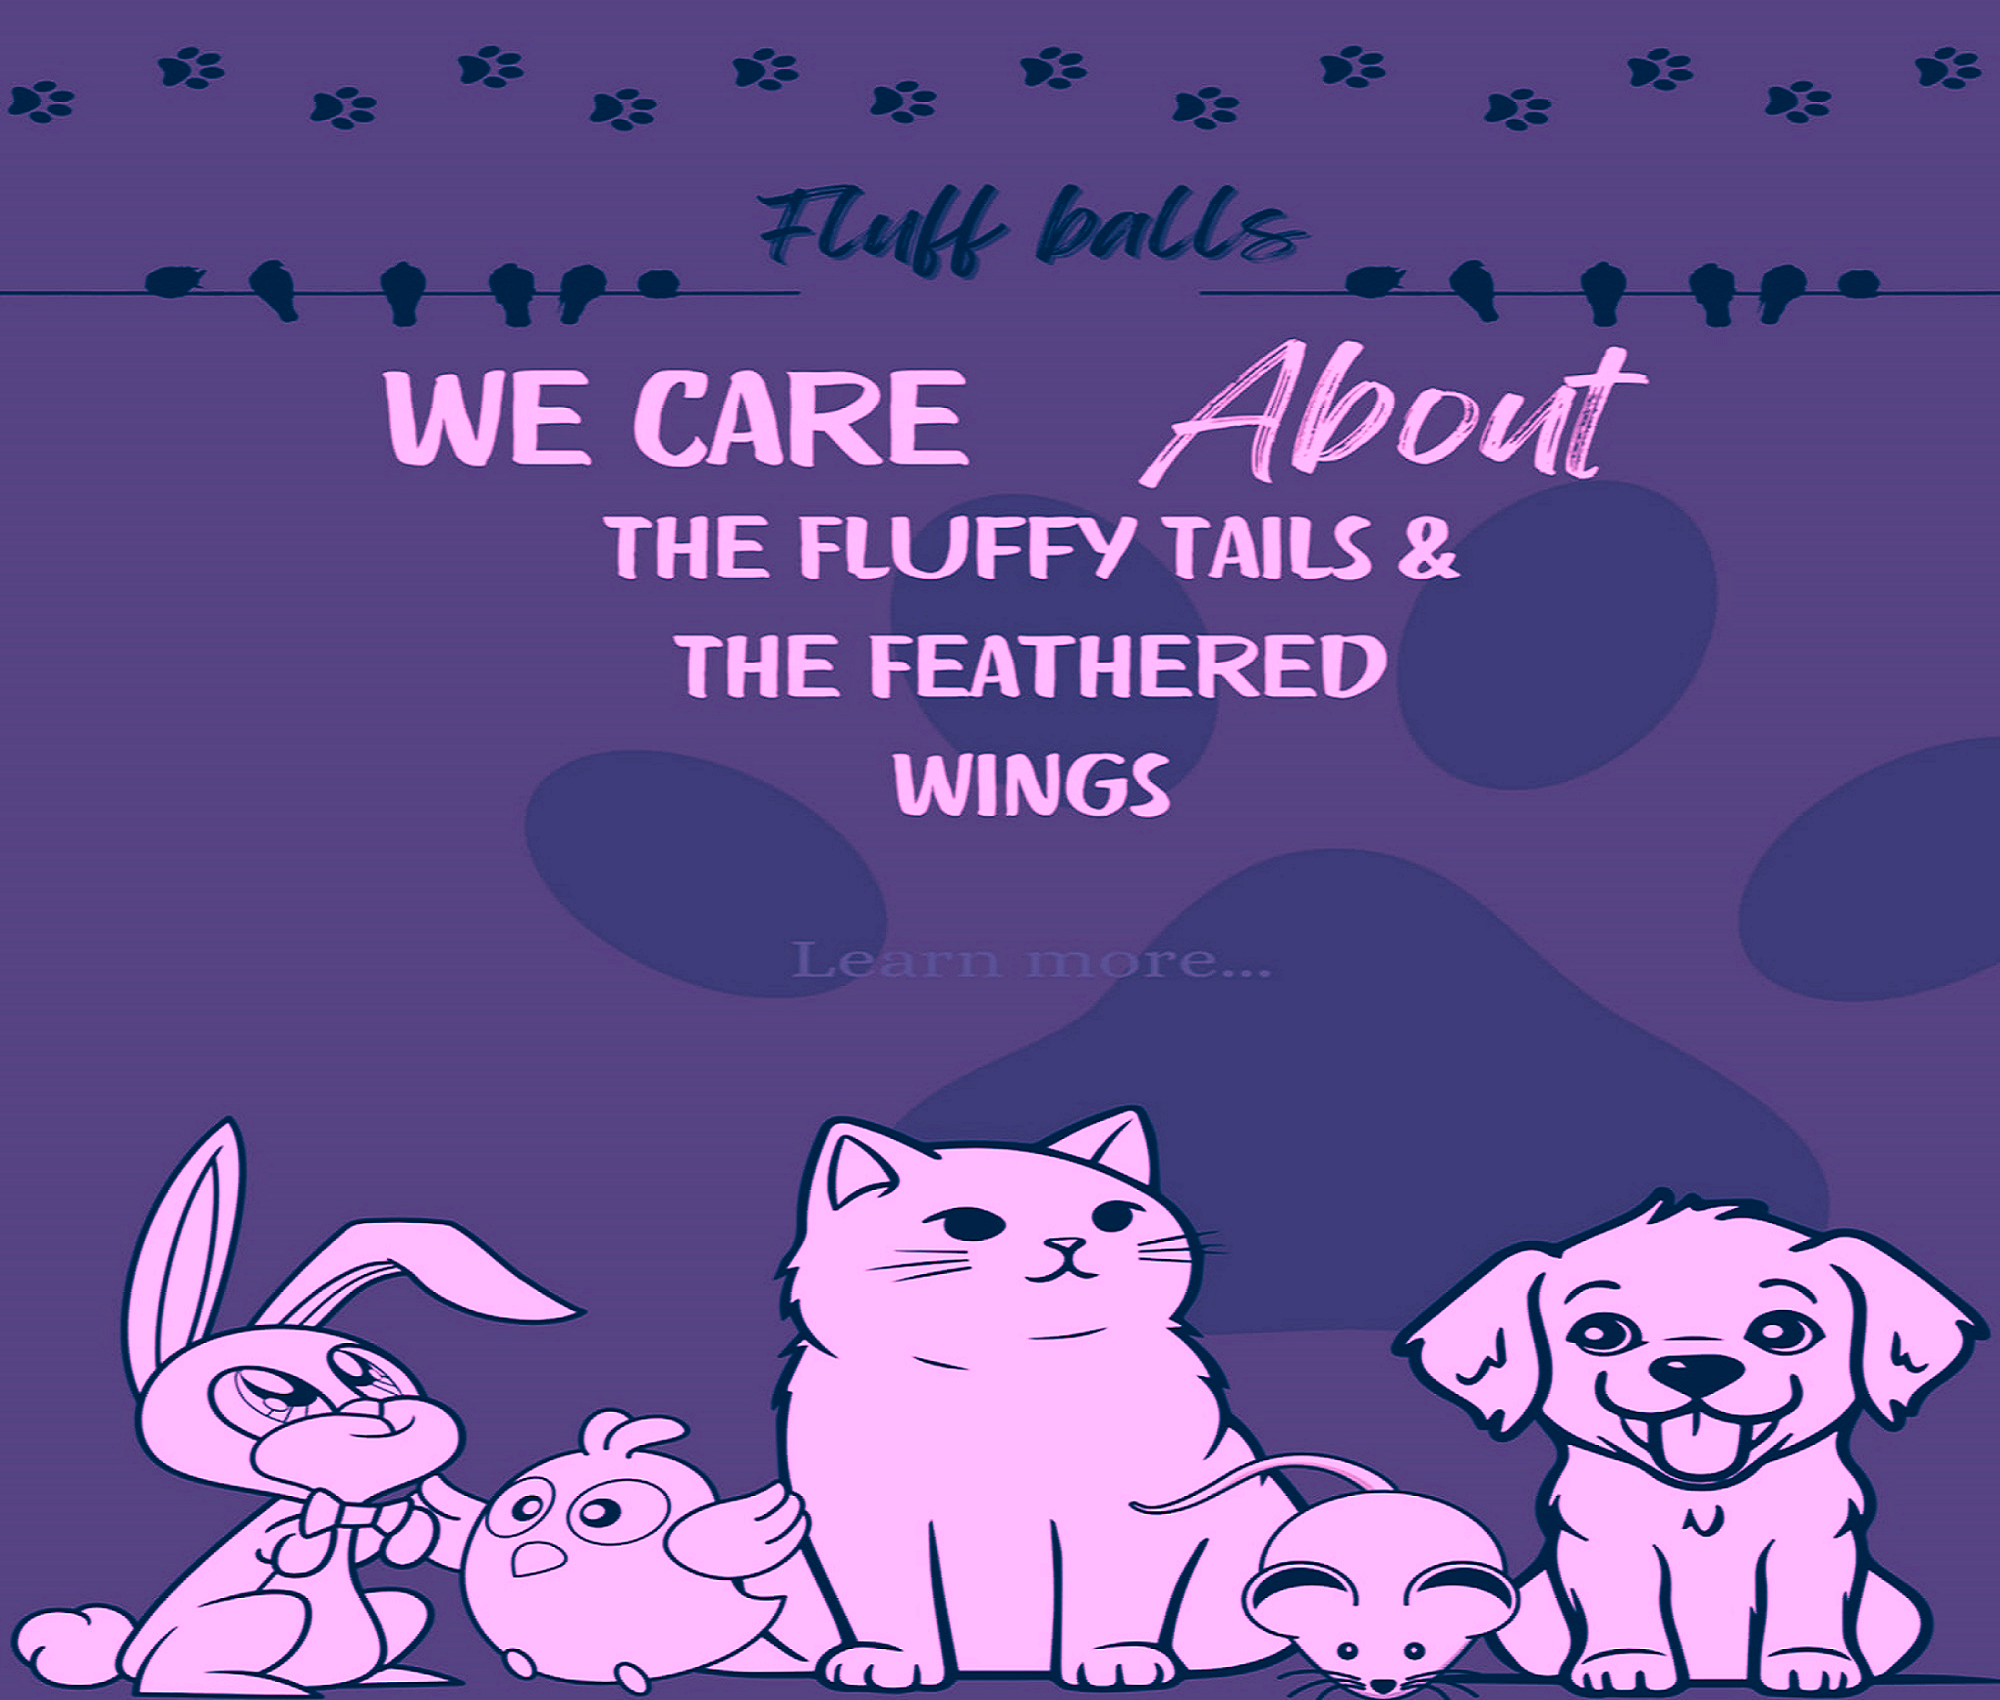 Fluff balls
WE CARE About
THE FLUFFY TAILS &
THE FEATHERED
WINGS
Learn more...